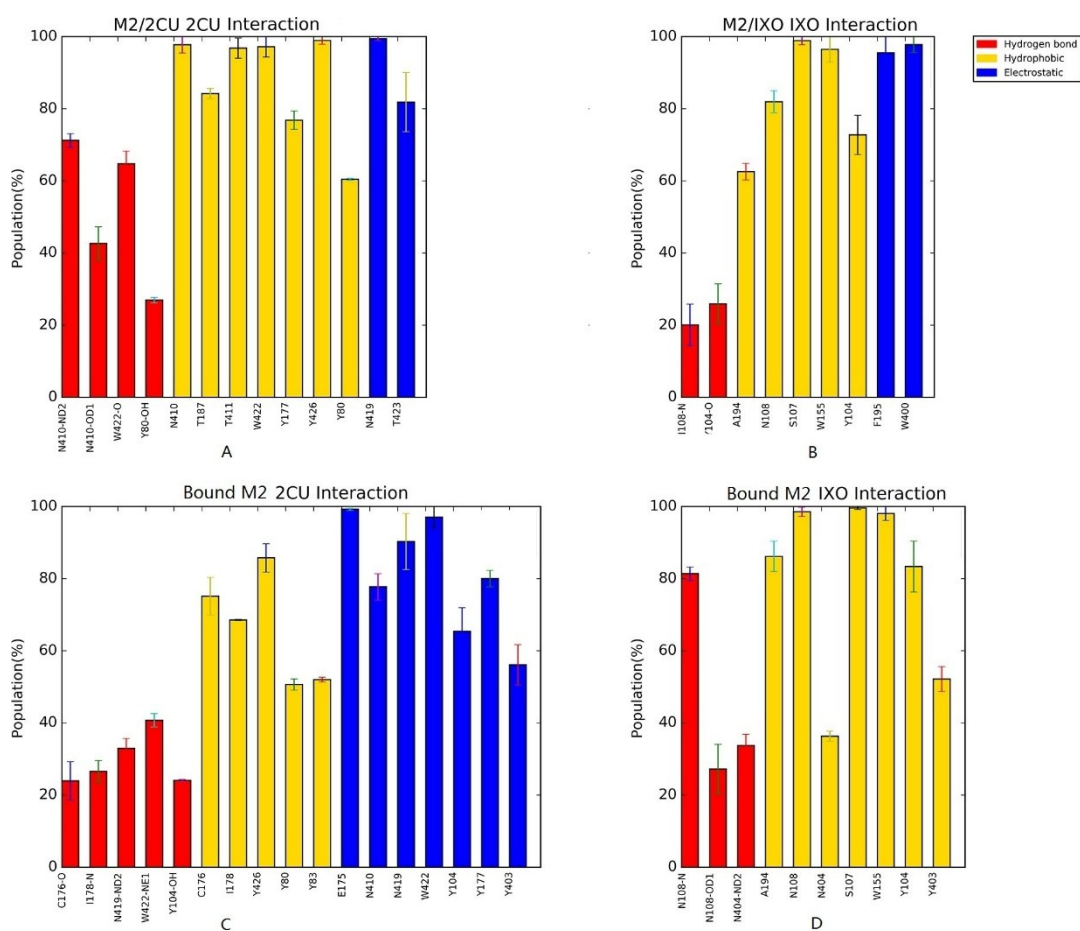 M2/2CU 2CU Interaction
Population(%)
100
80
60
40
20
0
N410-ND2
N410-OD1
W422-O
Y80-OH
N410
T187
T411
W422
Y177
Y426
Y80
N419
T423
A
M2/IXO IXO Interaction
Population(%)
100
80
60
40
20
0
I108-N
Y104-O
A194
N108
S107
W155
Y104
F195
W400
B
Hydrogen bond
Hydrophobic
Electrostatic
Bound M2 2CU Interaction
Population(%)
100
80
60
40
20
0
C176-O
I178-N
N419-ND2
W422-NE1
Y104-OH
C176
I178
Y426
Y80
Y83
E175
N410
N419
W422
Y104
Y177
Y403
C
Bound M2 IXO Interaction
Population(%)
100
80
60
40
20
0
N108-N
N108-OD1
N404-ND2
A194
N108
N404
S107
W155
Y104
Y403
D